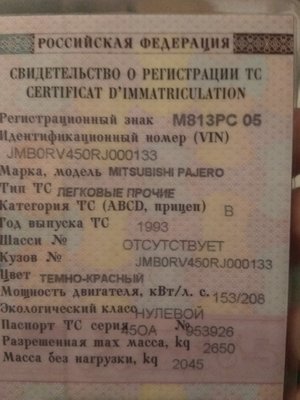 РОССИЙСКАЯ ФЕДЕРАЦИЯ
СВИДЕТЕЛЬСТВО О РЕГИСТРАЦИИ ТС
CERTIFICAT D'IMMATRICULATION
Регистрационный знак М813РС 05
Идентификационный номер (VIN)
JMB0RV450RJ000133
Марка, модель MITSUBISHI PAJERO
Тип ТС ЛЕГКОВЫЕ ПРОЧИЕ
Категория ТС (ABCD, прицеп) B
Год выпуска ТС 1993
Шасси № ОТСУТСТВУЕТ
Кузов № JMB0RV450RJ000133
Цвет ТЕМНО-КРАСНЫЙ
Мощность двигателя, кВт/л. с. 153/208
Экологический класс НУЛЕВОЙ
Паспорт ТС серия 45ОА № 953926
Разрешенная max масса, kg 2650
Масса без нагрузки, kg 2045